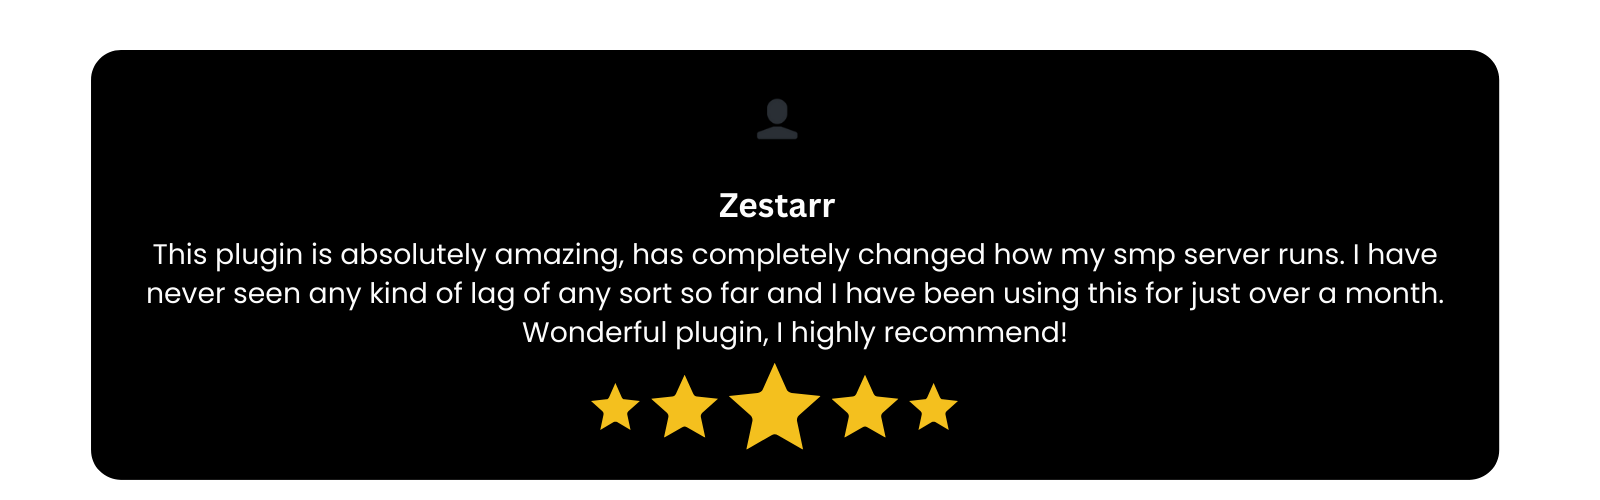 Zestarr
This plugin is absolutely amazing, has completely changed how my smp server runs. I have
never seen any kind of lag of any sort so far and I have been using this for just over a month.
Wonderful plugin, I highly recommend!